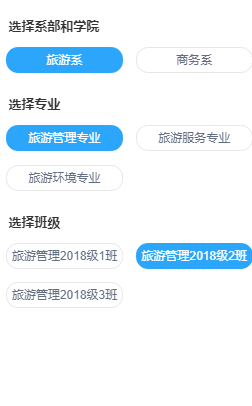 选择系部和学院
旅游系 商务系
选择专业
旅游管理专业 旅游服务专业
旅游环境专业
选择班级
旅游管理2018级1班 旅游管理2018级2班
旅游管理2018级3班